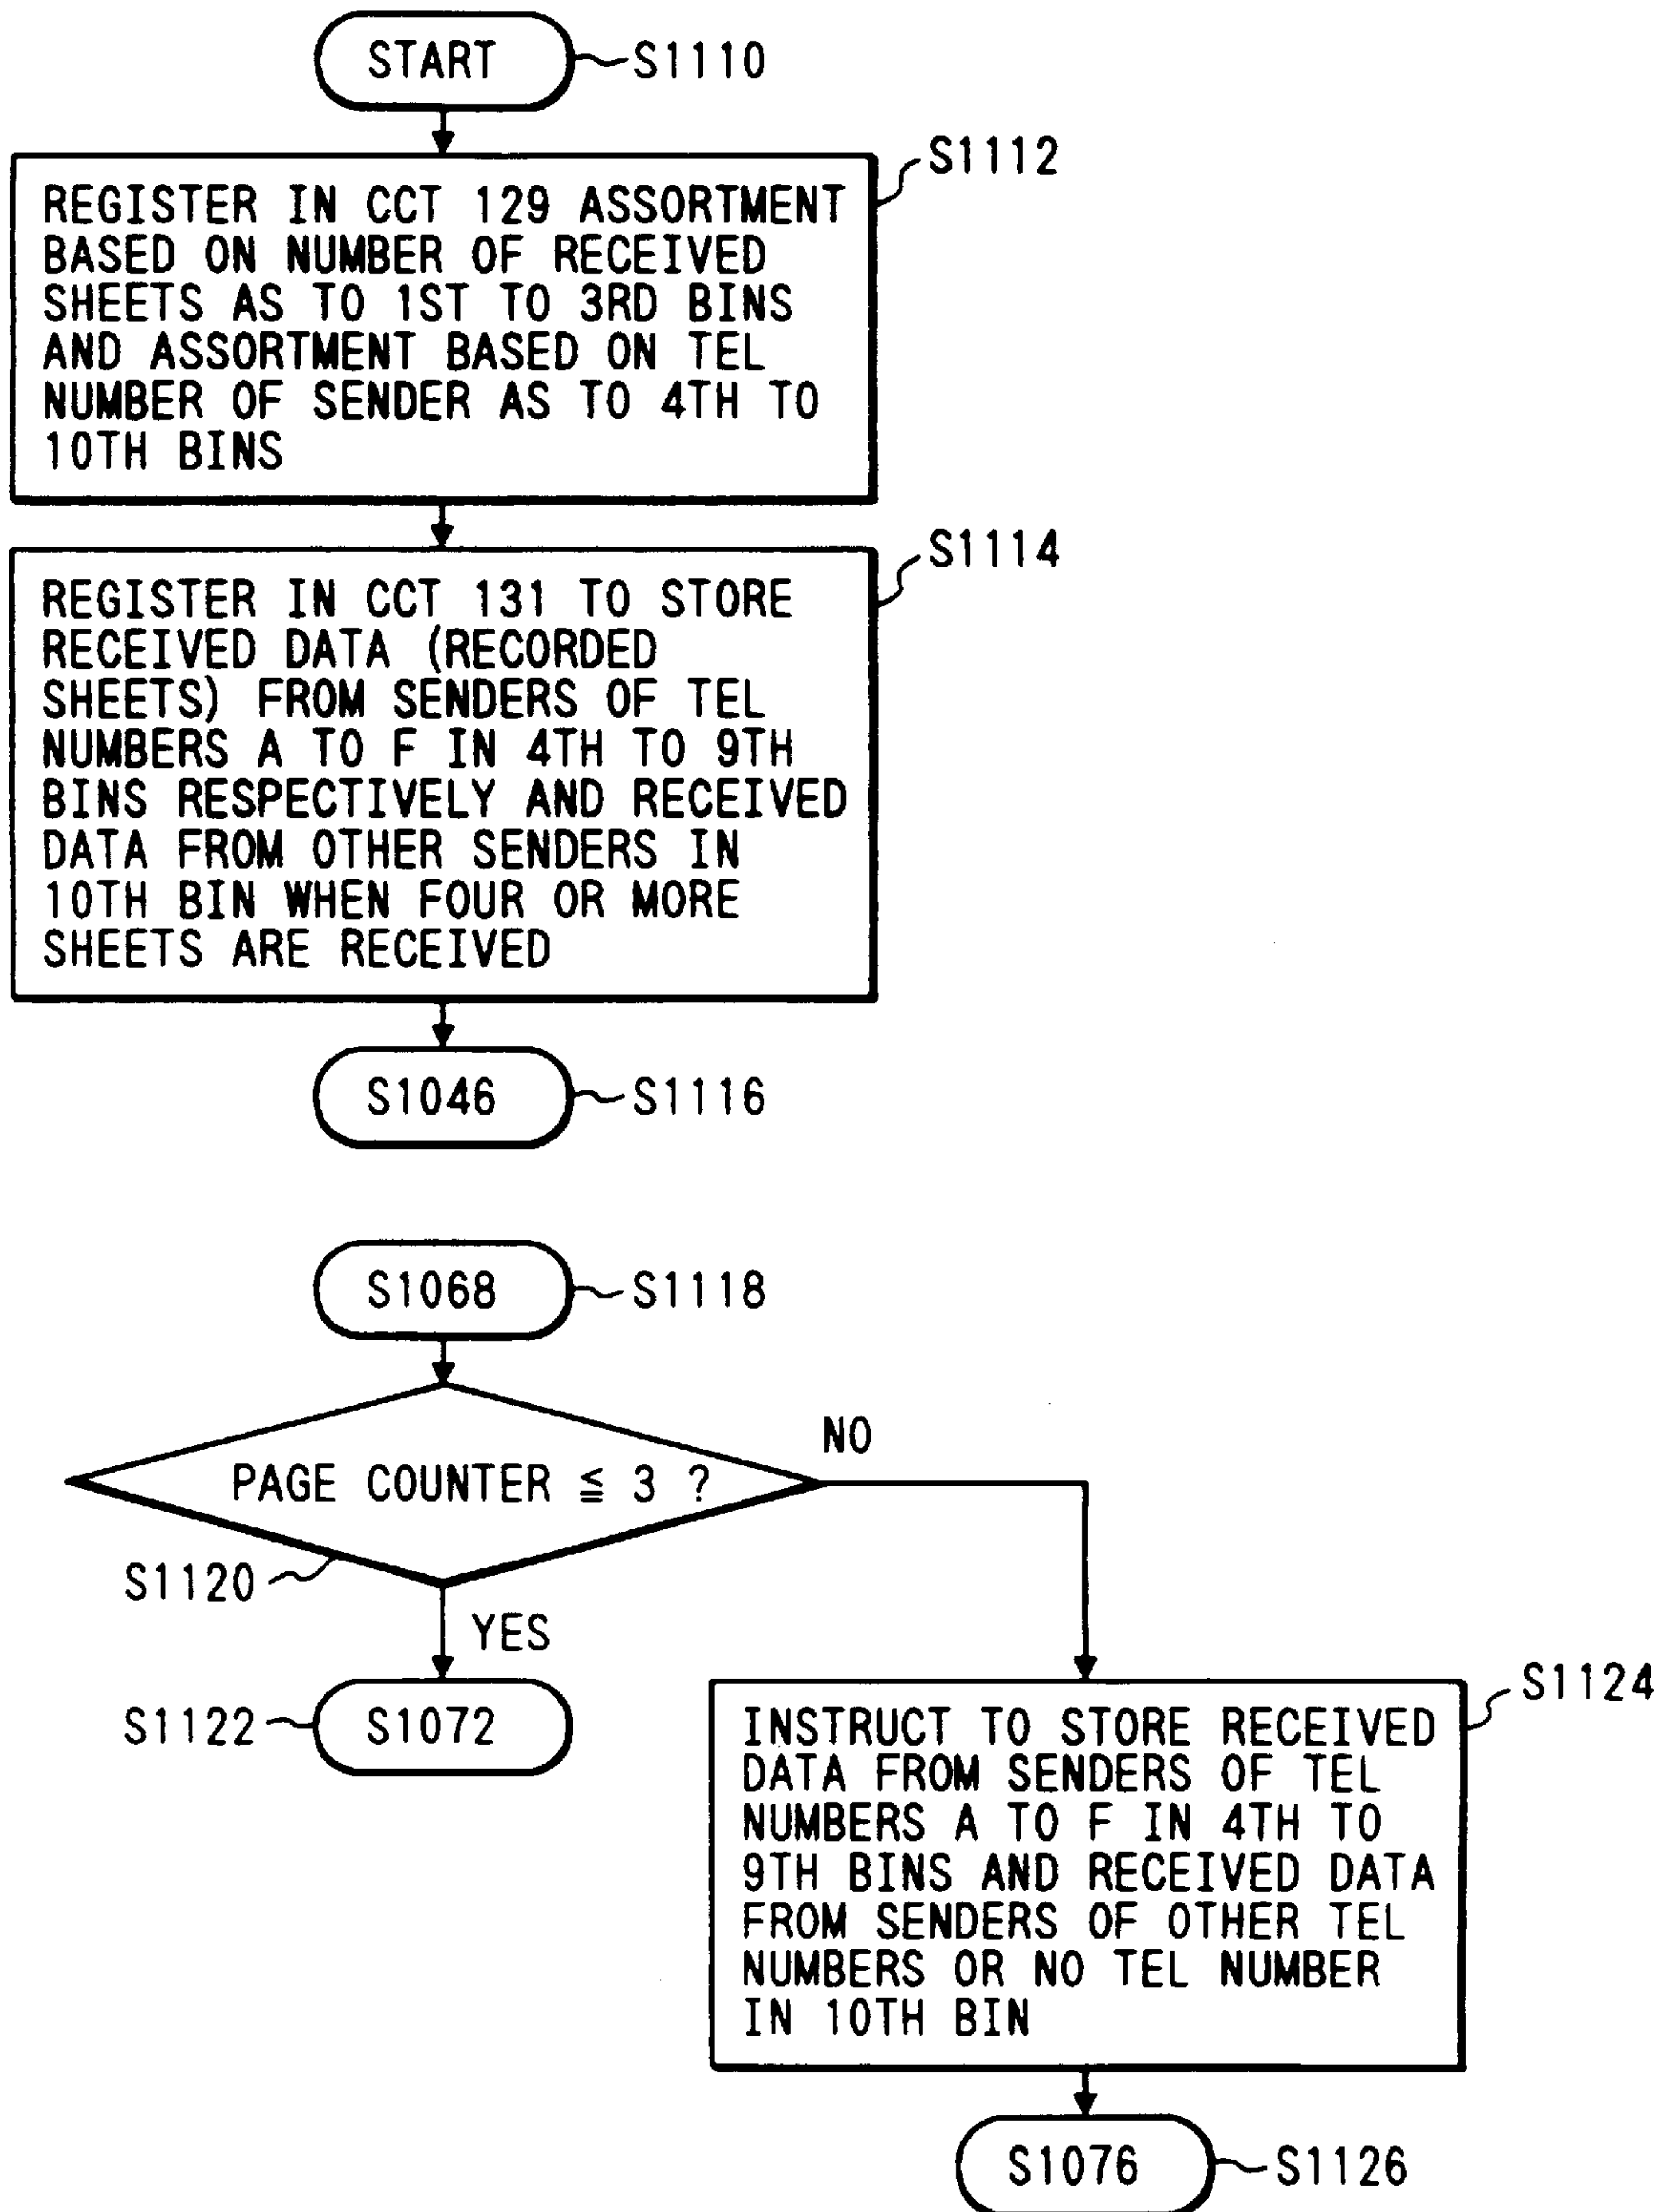 START
S1110
S1112
REGISTER IN CCT 129 ASSORTMENT
BASED ON NUMBER OF RECEIVED
SHEETS AS TO 1ST TO 3RD BINS
AND ASSORTMENT BASED ON TEL
NUMBER OF SENDER AS TO 4TH TO
10TH BINS
S1114
REGISTER IN CCT 131 TO STORE
RECEIVED DATA (RECORDED
SHEETS) FROM SENDERS OF TEL
NUMBERS A TO F IN 4TH TO 9TH
BINS RESPECTIVELY AND RECEIVED
DATA FROM OTHER SENDERS IN
10TH BIN WHEN FOUR OR MORE
SHEETS ARE RECEIVED
S1046
S1116
S1068
S1118
NO
PAGE COUNTER ≦ 3 ?
S1120
YES
S1122
S1072
S1124
INSTRUCT TO STORE RECEIVED
DATA FROM SENDERS OF TEL
NUMBERS A TO F IN 4TH TO
9TH BINS AND RECEIVED DATA
FROM SENDERS OF OTHER TEL
NUMBERS OR NO TEL NUMBER
IN 10TH BIN
S1076
S1126